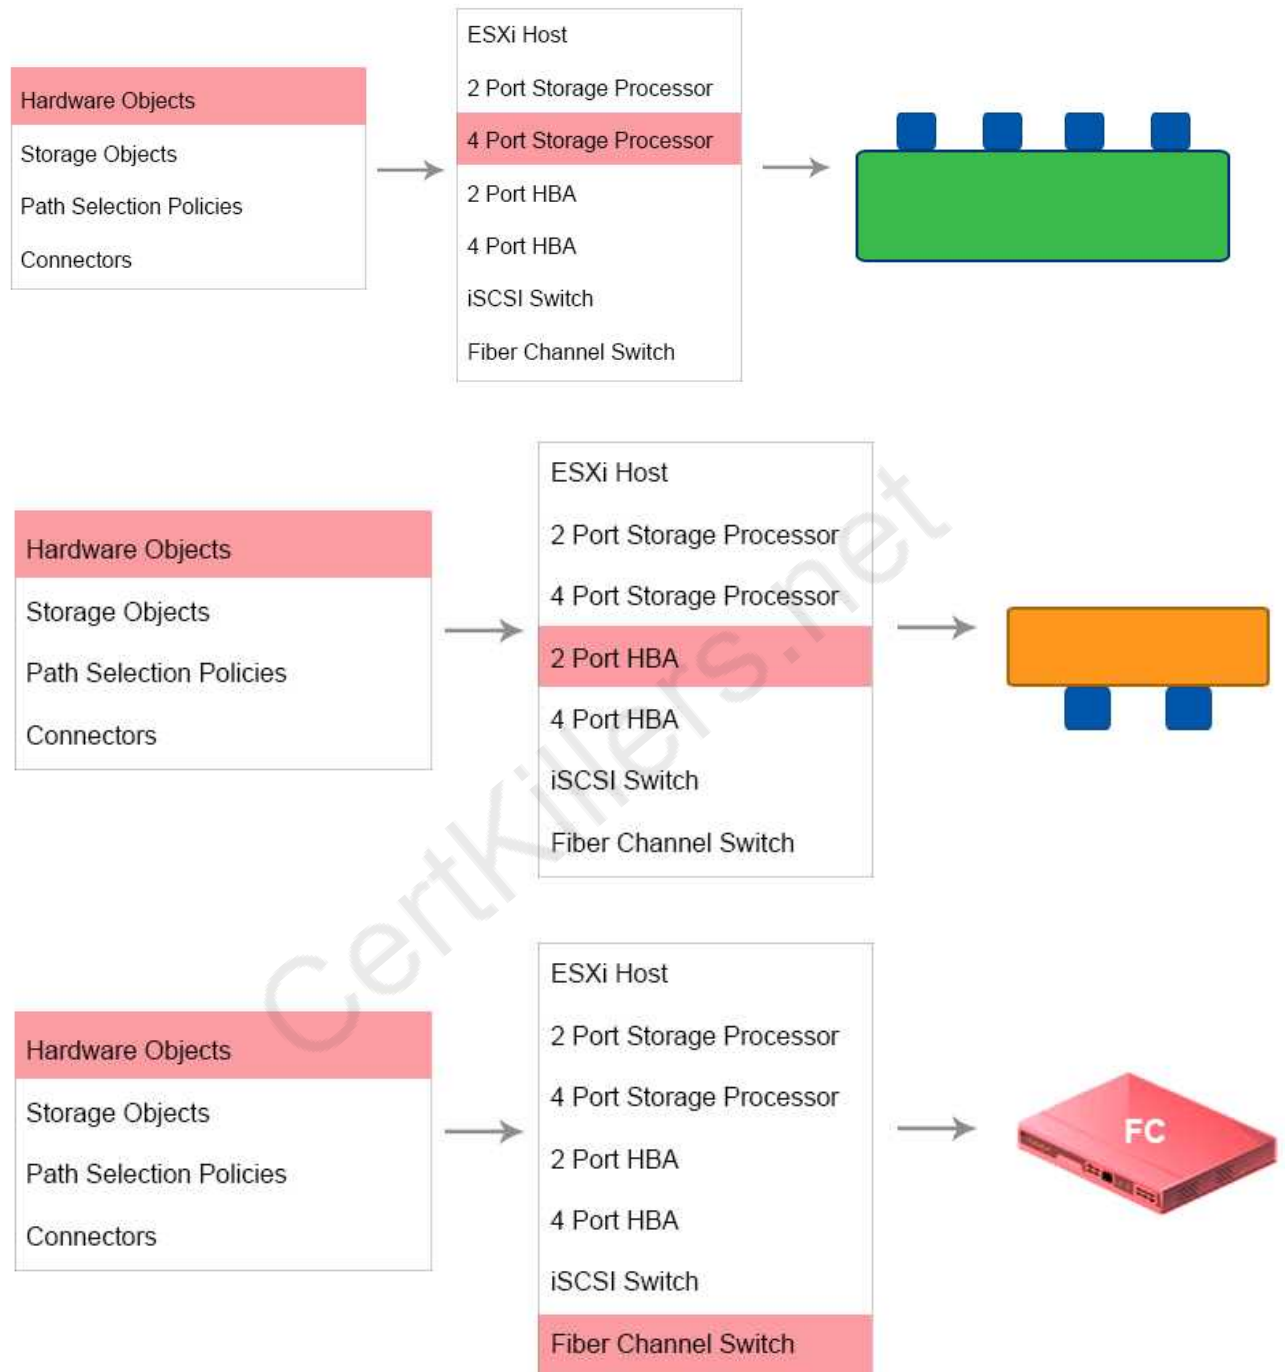 ESXi Host
2 Port Storage Processor
4 Port Storage Processor
2 Port HBA
4 Port HBA
iSCSI Switch
Fiber Channel Switch
Hardware Objects
Storage Objects
Path Selection Policies
Connectors
ESXi Host
2 Port Storage Processor
4 Port Storage Processor
2 Port HBA
4 Port HBA
iSCSI Switch
Fiber Channel Switch
Hardware Objects
Storage Objects
Path Selection Policies
Connectors
ESXi Host
2 Port Storage Processor
4 Port Storage Processor
2 Port HBA
4 Port HBA
iSCSI Switch
Fiber Channel Switch
Hardware Objects
Storage Objects
Path Selection Policies
Connectors
FC
CertKillers.net